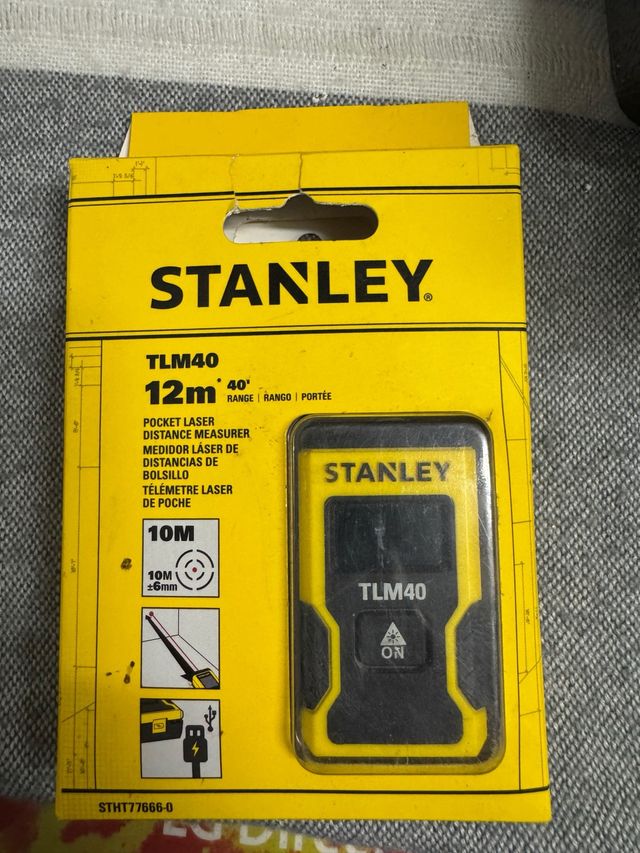 STANLEY®
TLM40
12m* 40'
RANGE | RANGO | PORTÉE
POCKET LASER
DISTANCE MEASURER
MEDIDOR LÁSER DE
DISTANCIAS DE
BOLSILLO
TÉLÉMETRE LASER
DE POCHE
10M
10M
±6mm
STANLEY
TLM40
ON
STHT77666-0